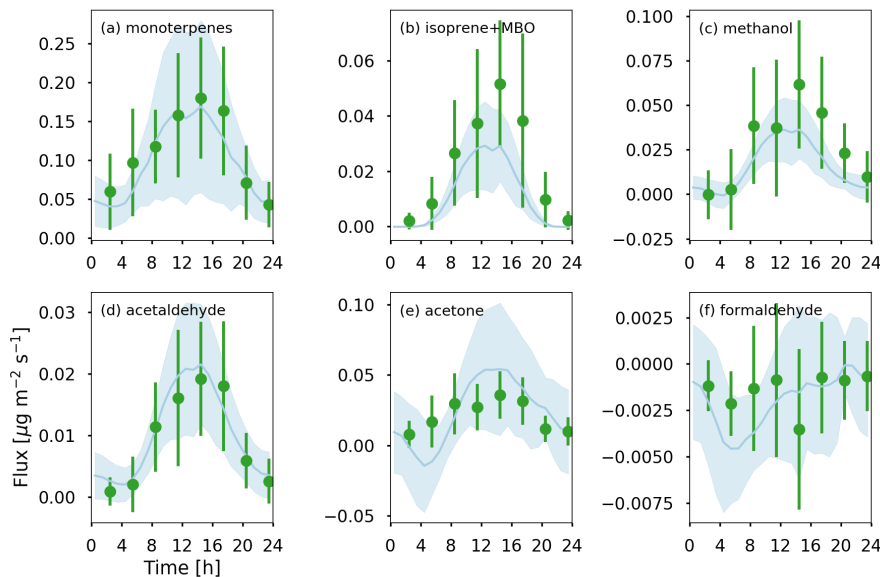 (a) monoterpenes
0.25
0.20
0.15
0.10
0.05
0.00
0 4 8 12 16 20 24
(b) isoprene+MBO
0.06
0.04
0.02
0.00
0 4 8 12 16 20 24
(c) methanol
0.100
0.075
0.050
0.025
0.000
−0.025
0 4 8 12 16 20 24
(d) acetaldehyde
0.03
0.02
0.01
0.00
0 4 8 12 16 20 24
Time [h]
Flux [μg m⁻² s⁻¹]
(e) acetone
0.10
0.05
0.00
−0.05
0 4 8 12 16 20 24
(f) formaldehyde
0.0025
0.0000
−0.0025
−0.0050
−0.0075
0 4 8 12 16 20 24